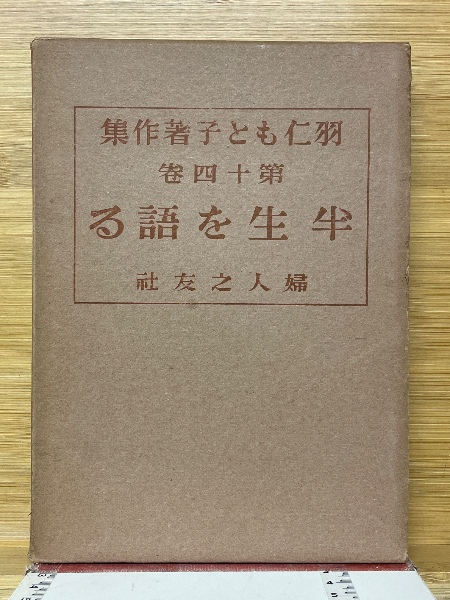 羽仁もと子著作集
第十四巻
半生を語る
婦人之友社